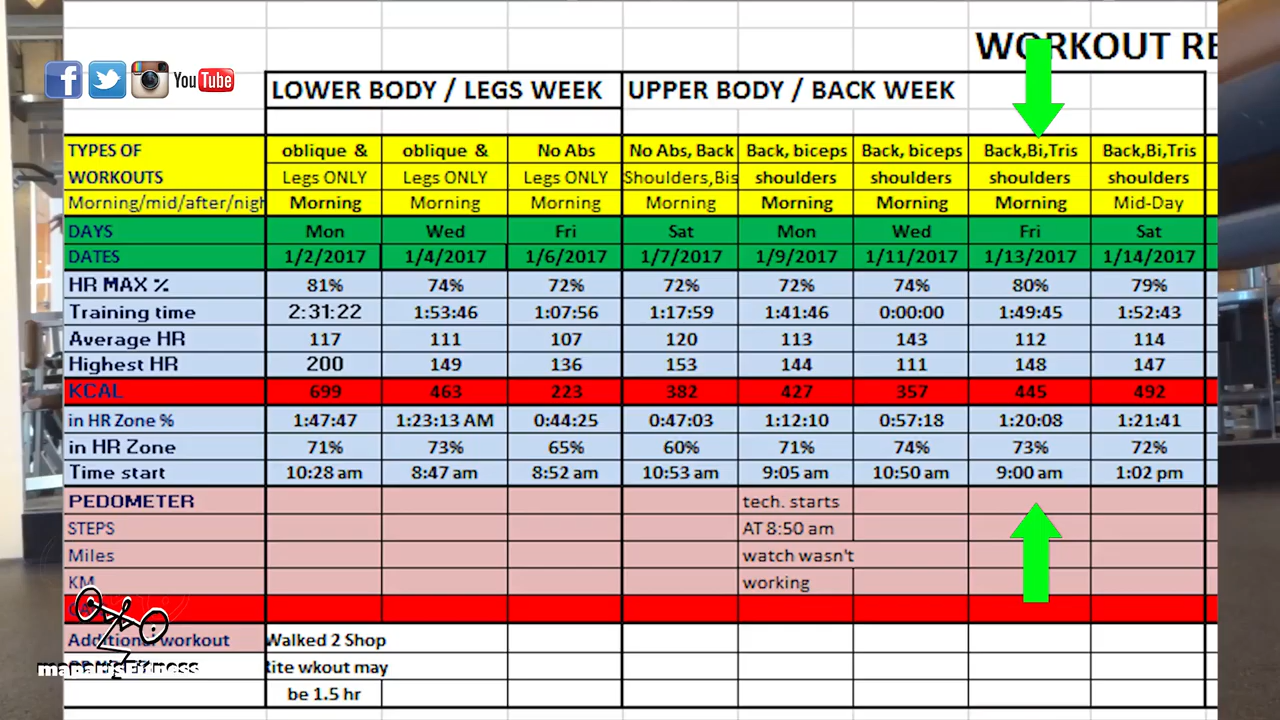 WORKOUT RE
You Tube
LOWER BODY / LEGS WEEK UPPER BODY / BACK WEEK
TYPES OF oblique & oblique & No Abs No Abs, Back Back, biceps Back, biceps Back,Bi,Tris Back,Bi,Tris
WORKOUTS Legs ONLY Legs ONLY Legs ONLY Shoulders,Bis shoulders shoulders shoulders shoulders
Morning/mid/after/nigh Morning Morning Morning Morning Morning Morning Morning Mid-Day
DAYS Mon Wed Fri Sat Mon Wed Fri Sat
DATES 1/2/2017 1/4/2017 1/6/2017 1/7/2017 1/9/2017 1/11/2017 1/13/2017 1/14/2017
HR MAX % 81% 74% 72% 72% 72% 74% 80% 79%
Training time 2:31:22 1:53:46 1:07:56 1:17:59 1:41:46 0:00:00 1:49:45 1:52:43
Average HR 117 111 107 120 113 143 112 114
Highest HR 200 149 136 153 144 111 148 147
KCAL 699 463 223 382 427 357 445 492
in HR Zone % 1:47:47 1:23:13 AM 0:44:25 0:47:03 1:12:10 0:57:18 1:20:08 1:21:41
in HR Zone 71% 73% 65% 60% 71% 74% 73% 72%
Time start 10:28 am 8:47 am 8:52 am 10:53 am 9:05 am 10:50 am 9:00 am 1:02 pm
PEDOMETER tech. starts
STEPS AT 8:50 am
Miles watch wasn't
KM working
Additional workout Walked 2 Shop
Rite wkout may
be 1.5 hr